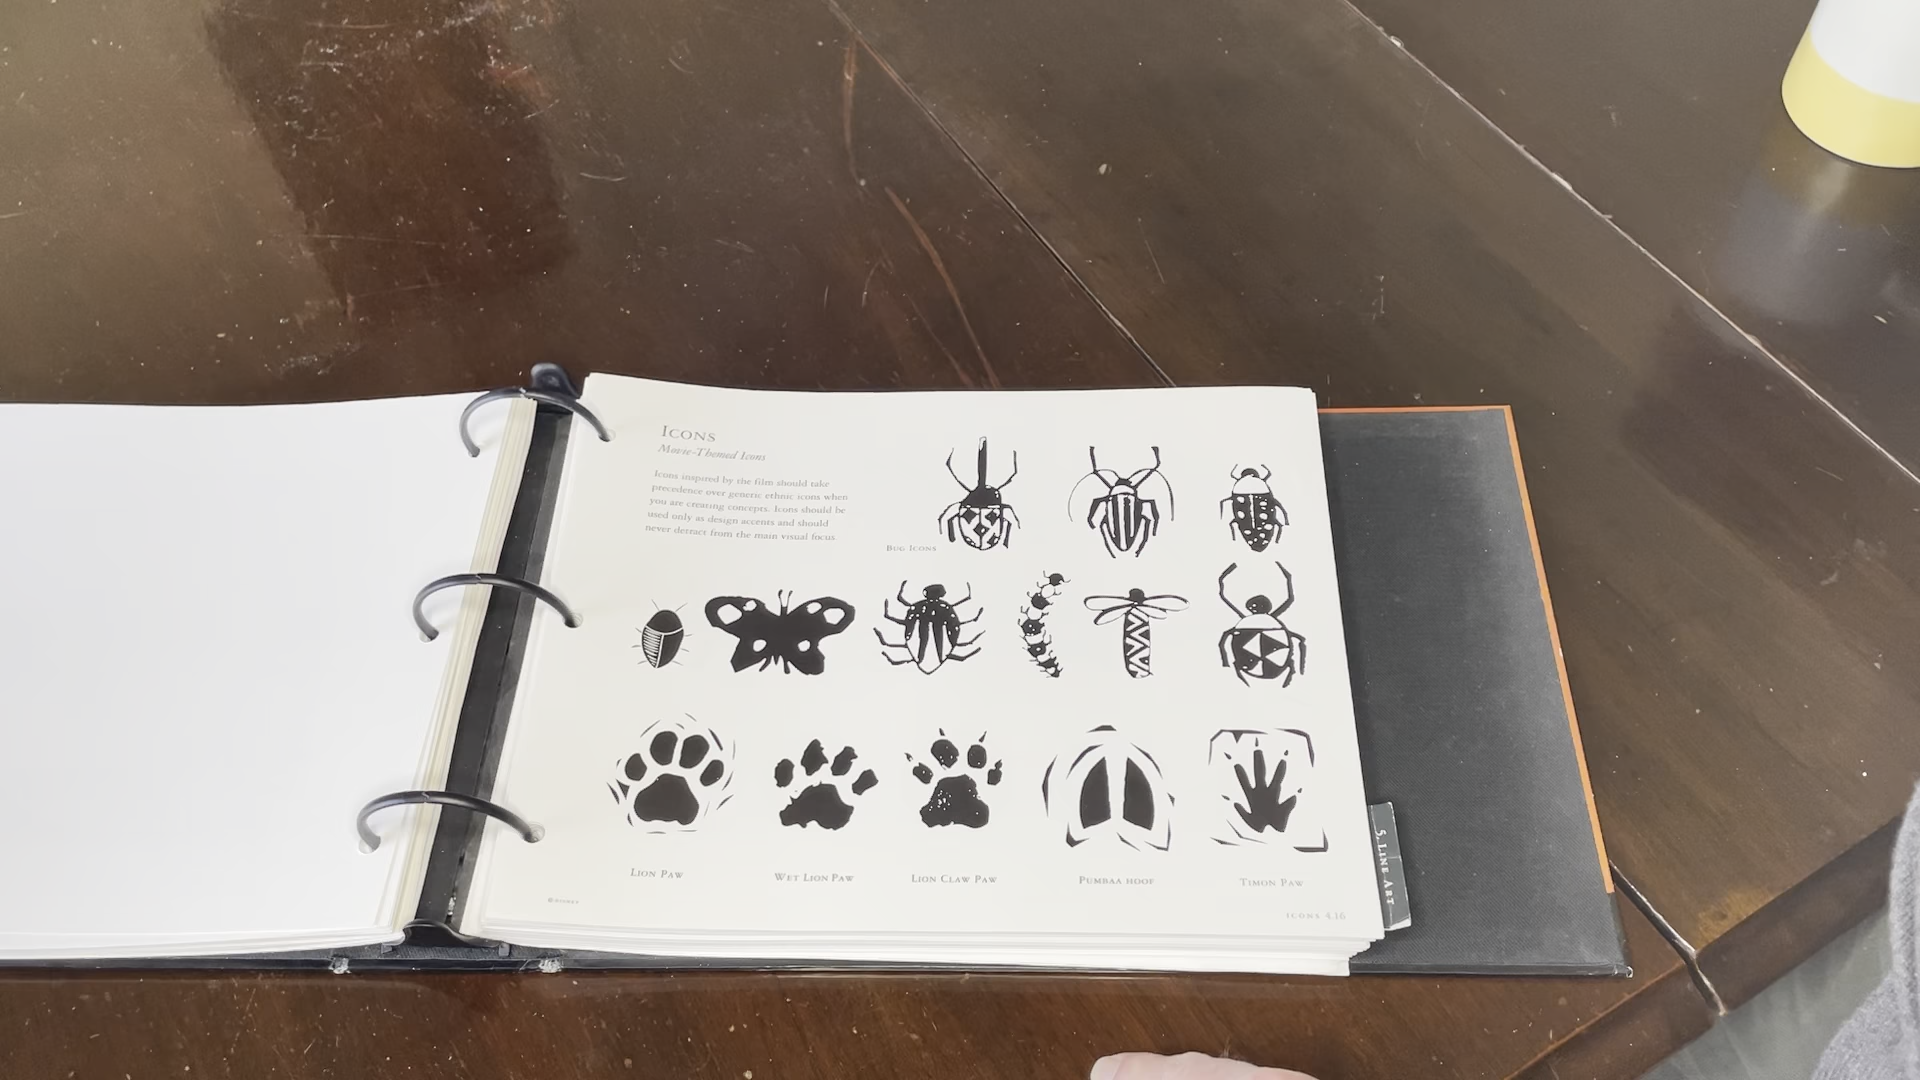 ICONS
Movie-Themed Icons
Icons inspired by the film should take
precedence over generic ethnic icons when
you are creating concepts. Icons should be
used only as design accents and should
never detract from the main visual focus
BUG ICONS
LION PAW
WET LION PAW
LION CLAW PAW
PUMBAA HOOF
TIMON PAW
© DISNEY
ICONS 4.16
5. LINE ART